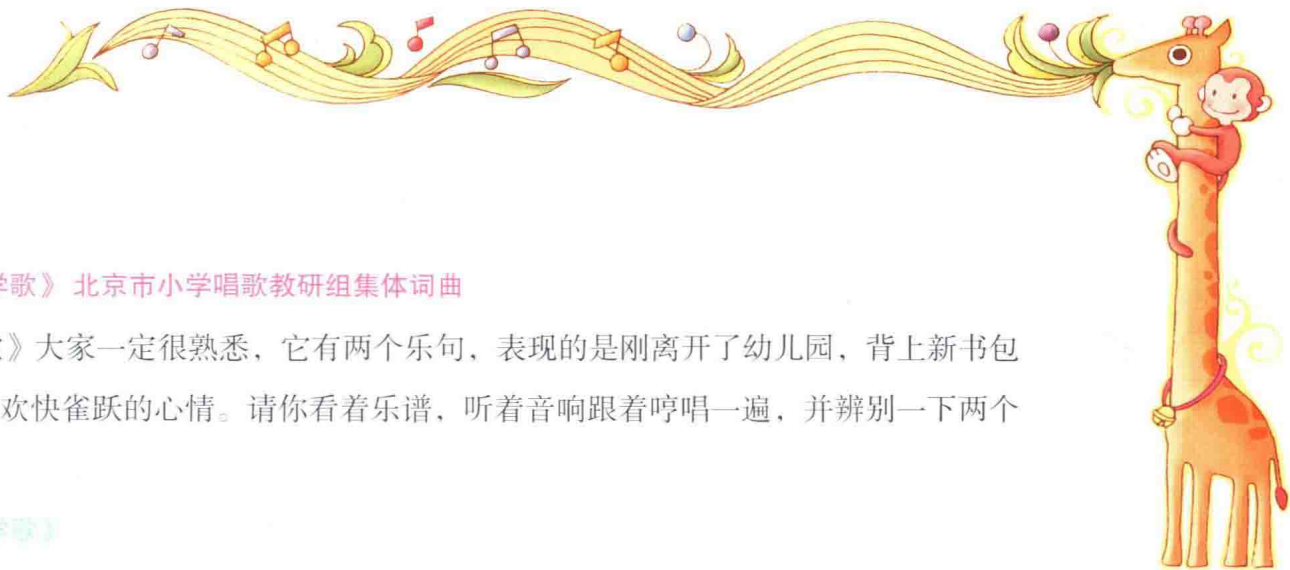 学歌》 北京市小学唱歌教研组集体词曲
》大家一定很熟悉，它有两个乐句，表现的是刚离开了幼儿园，背上新书包
欢快雀跃的心情。请你看着乐谱，听着音响跟着哼唱一遍，并辨别一下两个
学歌》